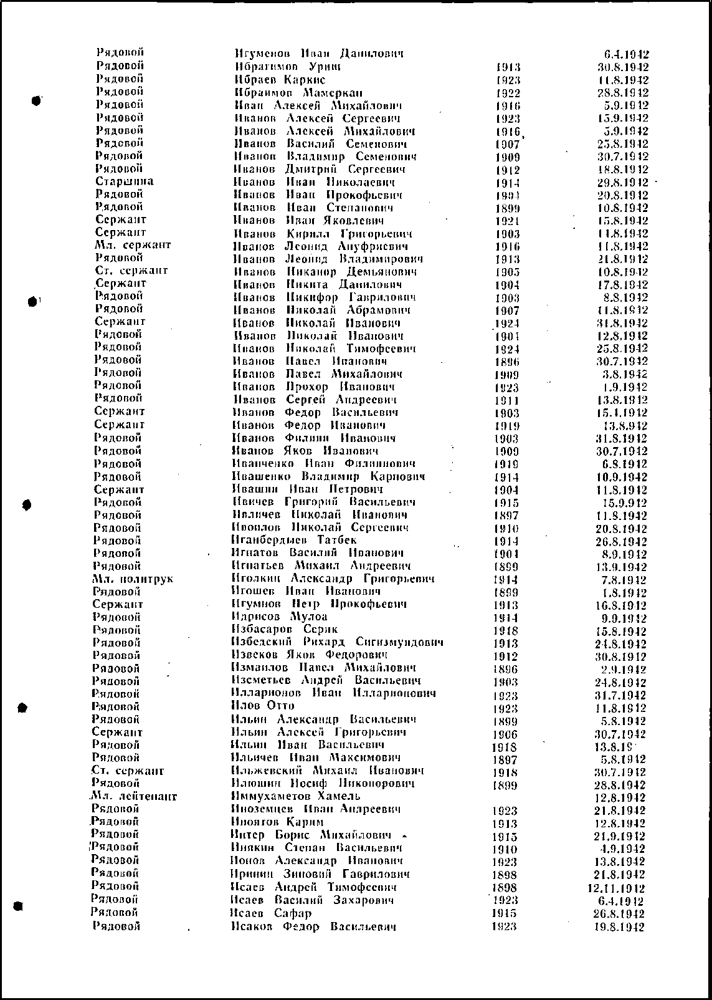 Рядовой Игуменов Иван Данилович 6.4.1942
Рядовой Ибрагимов Уриш 1913 30.8.1942
Рядовой Ибраев Каркис 1923 11.8.1942
Рядовой Ибраимов Мамеркан 1922 28.8.1942
Рядовой Иван Алексей Михайлович 1916 5.9.1942
Рядовой Иванов Алексей Сергеевич 1923 15.9.1942
Рядовой Иванов Алексей Михайлович 1916 5.9.1942
Рядовой Иванов Василий Семенович 1907 25.8.1942
Рядовой Иванов Владимир Семенович 1909 30.7.1942
Рядовой Иванов Дмитрий Сергеевич 1912 18.8.1942
Старшина Иванов Иван Николаевич 1914 29.8.1942
Рядовой Иванов Иван Прокофьевич 20.8.1942
Рядовой Иванов Иван Степанович 1899 10.8.1942
Сержант Иванов Иван Яковлевич 1921 15.8.1942
Сержант Иванов Кирилл Григорьевич 1903 14.8.1942
Мл. сержант Иванов Леонид Ануфриевич 1916 11.8.1942
Рядовой Иванов Леонид Владимирович 1913 21.8.1942
Ст. сержант Иванов Никанор Демьянович 1905 10.8.1942
Сержант Иванов Никита Данилович 1904 17.8.1942
Рядовой Иванов Никифор Гаврилович 1903 8.8.1942
Рядовой Иванов Николай Абрамович 1907 11.8.1942
Сержант Иванов Николай Иванович 1924 31.8.1942
Рядовой Иванов Николай Иванович 1901 12.8.1942
Рядовой Иванов Николай Тимофеевич 1924 25.8.1942
Рядовой Иванов Павел Иванович 1896 30.7.1942
Рядовой Иванов Павел Михайлович 1909 3.8.1942
Рядовой Иванов Прохор Иванович 1923 1.9.1942
Рядовой Иванов Сергей Андреевич 1911 13.8.1942
Сержант Иванов Федор Васильевич 1903 15.4.1942
Сержант Иванов Федор Иванович 1919 13.8.942
Рядовой Иванов Филипп Иванович 1903 31.8.1942
Рядовой Иванов Яков Иванович 1909 30.7.1942
Рядовой Иванченко Иван Филиппович 1919 6.8.1942
Рядовой Ивашенко Владимир Карпович 1914 10.9.1942
Сержант Ивашин Иван Петрович 1904 11.8.1942
Рядовой Ивичев Григорий Васильевич 1915 15.9.942
Рядовой Ивличев Николай Иванович 1897 11.8.1942
Рядовой Ивоилов Николай Сергеевич 1910 20.8.1942
Рядовой Иганбердыев Татбек 1914 26.8.1942
Рядовой Игнатов Василий Иванович 1901 8.9.1942
Рядовой Игнатьев Михаил Андреевич 1899 13.9.1942
Мл. политрук Иголкин Александр Григорьевич 1914 7.8.1942
Рядовой Игошев Иван Иванович 1899 1.8.1942
Сержант Игумнов Петр Прокофьевич 1913 16.8.1942
Рядовой Идрисов Мулоа 1914 9.9.1942
Рядовой Избасаров Серик 1918 15.8.1942
Рядовой Избедский Рихард Сигизмундович 1913 24.8.1942
Рядовой Извеков Яков Федорович 1912 30.8.1942
Рядовой Измаилов Павел Михайлович 1896 2.9.1942
Рядовой Иземетьев Андрей Васильевич 1903 24.8.1942
Рядовой Илларионов Иван Илларионович 1923 31.7.1942
Рядовой Илов Отто 1923 11.8.1942
Рядовой Ильин Александр Васильевич 1899 5.8.1942
Сержант Ильин Алексей Григорьевич 1906 30.7.1942
Рядовой Ильин Иван Васильевич 1918 13.8.19
Рядовой Ильичев Иван Максимович 1897 5.8.1942
Ст. сержант Ильжевский Михаил Иванович 1918 30.7.1942
Рядовой Илюшин Иосиф Никонорович 1899 28.8.1942
Мл. лейтенант Иммухаметов Хамель 12.8.1942
Рядовой Иноземцев Иван Андреевич 1923 21.8.1942
Рядовой Иноягов Карим 1913 12.8.1942
Рядовой Интер Борис Михайлович 1915 21.9.1942
Рядовой Инякин Степан Васильевич 1910 4.9.1942
Рядовой Ионов Александр Иванович 1923 13.8.1942
Рядовой Иринин Зиновий Гаврилович 1898 21.8.1942
Рядовой Исаев Андрей Тимофеевич 1898 12.11.1942
Рядовой Исаев Василий Захарович 1923 6.4.1942
Рядовой Исаев Сафар 1915 26.8.1942
Рядовой Исаков Федор Васильевич 1923 19.8.1942